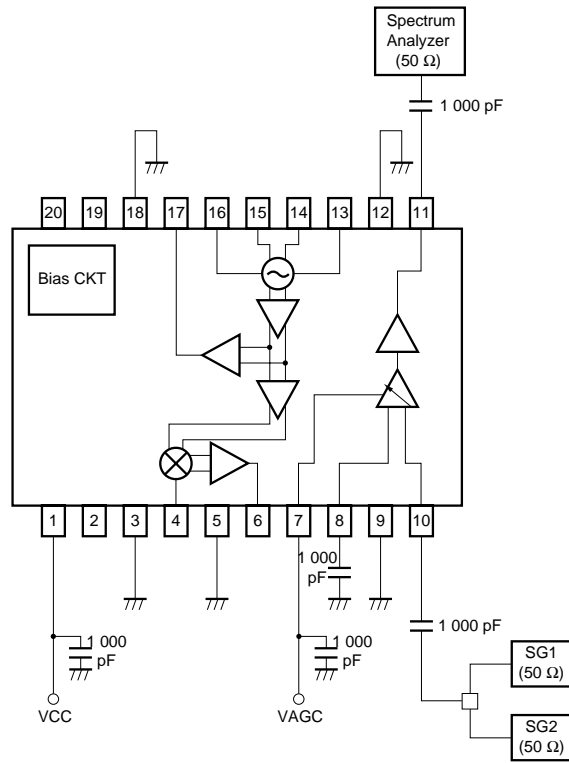 Spectrum
Analyzer
(50 Ω)
1 000 pF
20 19 18 17 16 15 14 13 12 11
Bias CKT
1 2 3 4 5 6 7 8 9 10
1 000
pF
1 000 pF
1 000
pF
1 000
pF
SG1
(50 Ω)
VCC
VAGC
SG2
(50 Ω)